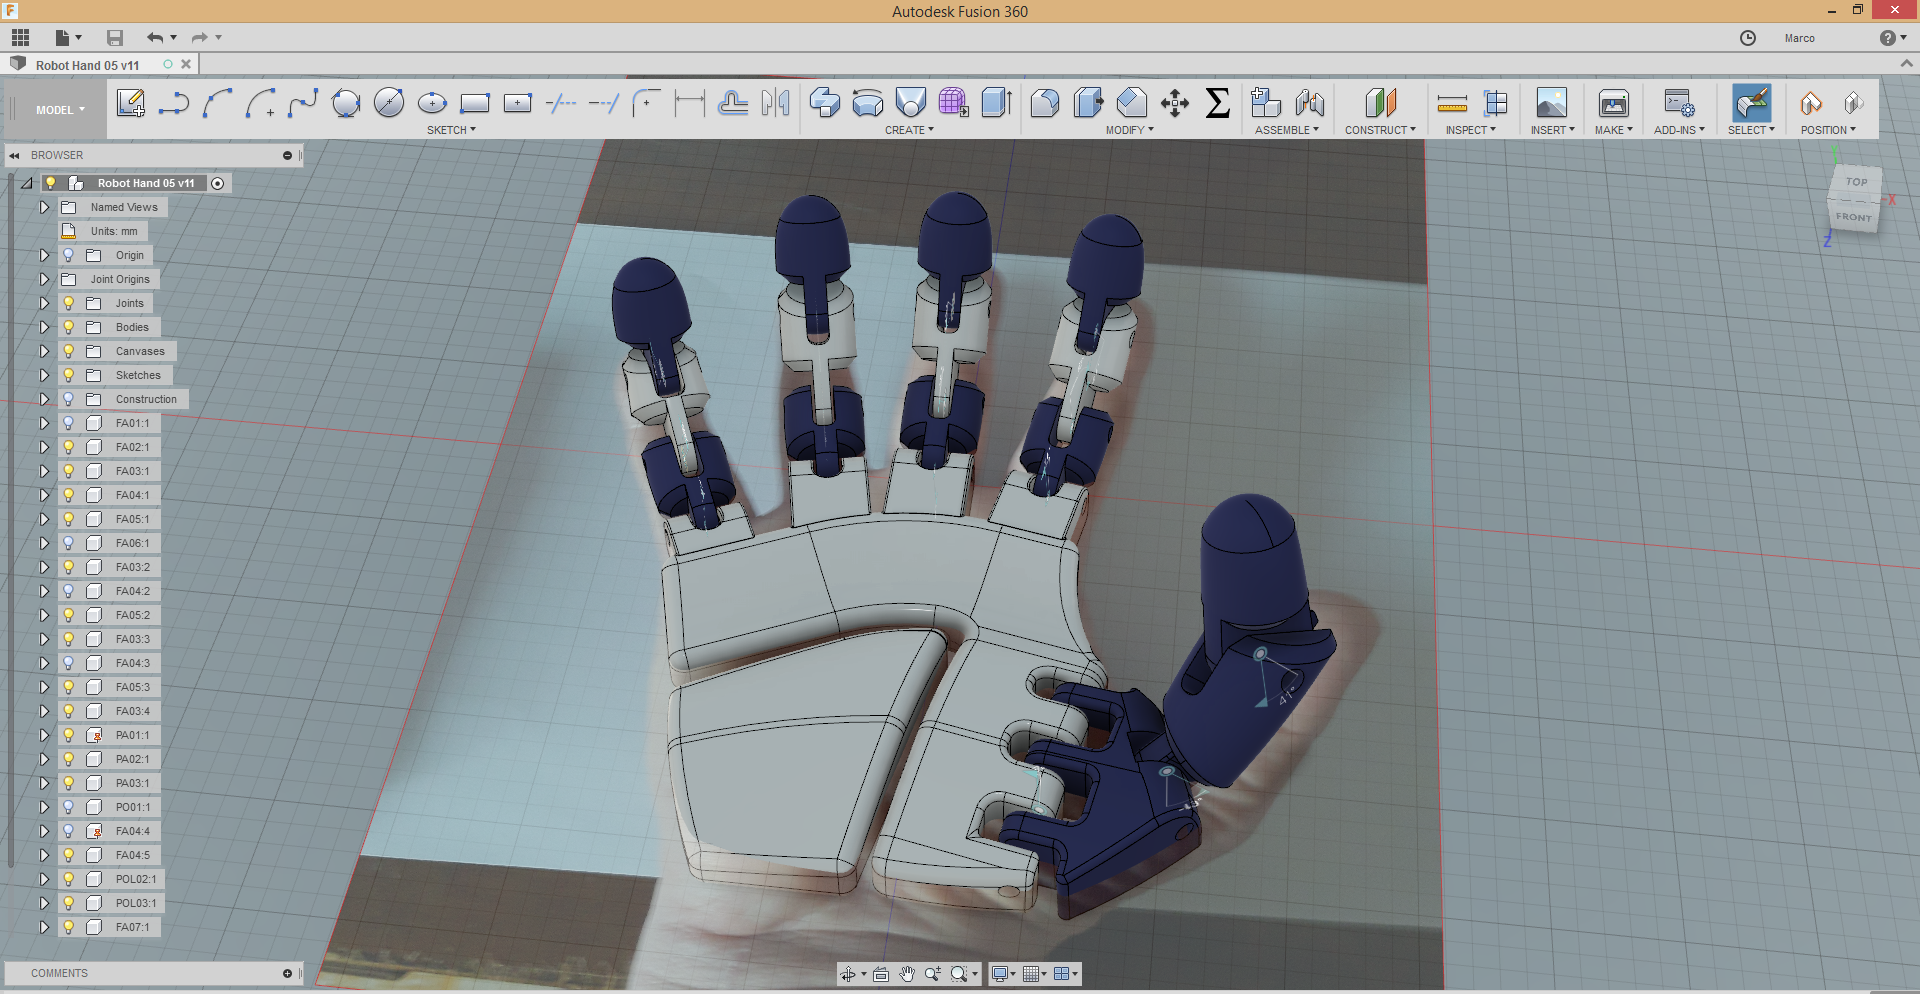 F
Autodesk Fusion 360
Marco
?
Robot Hand 05 v11
MODEL
SKETCH
CREATE
MODIFY
ASSEMBLE
CONSTRUCT
INSPECT
INSERT
MAKE
ADD-INS
SELECT
POSITION
BROWSER
Robot Hand 05 v11
Named Views
Units: mm
Origin
Joint Origins
Joints
Bodies
Canvases
Sketches
Construction
FA01:1
FA02:1
FA03:1
FA04:1
FA05:1
FA06:1
FA03:2
FA04:2
FA05:2
FA03:3
FA04:3
FA05:3
FA03:4
PA01:1
PA02:1
PA03:1
PO01:1
FA04:4
FA04:5
POL02:1
POL03:1
FA07:1
TOP
FRONT
X
Z
COMMENTS